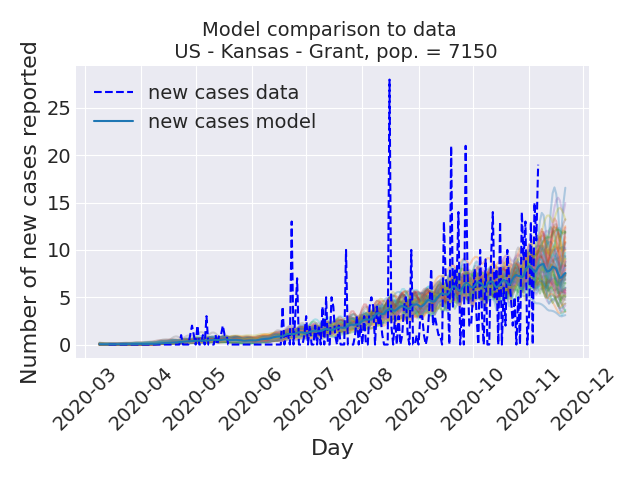 Model comparison to data
US - Kansas - Grant, pop. = 7150
Number of new cases reported
25
20
15
10
5
0
new cases data
new cases model
2020-03
2020-04
2020-05
2020-06
2020-07
2020-08
2020-09
2020-10
2020-11
2020-12
Day